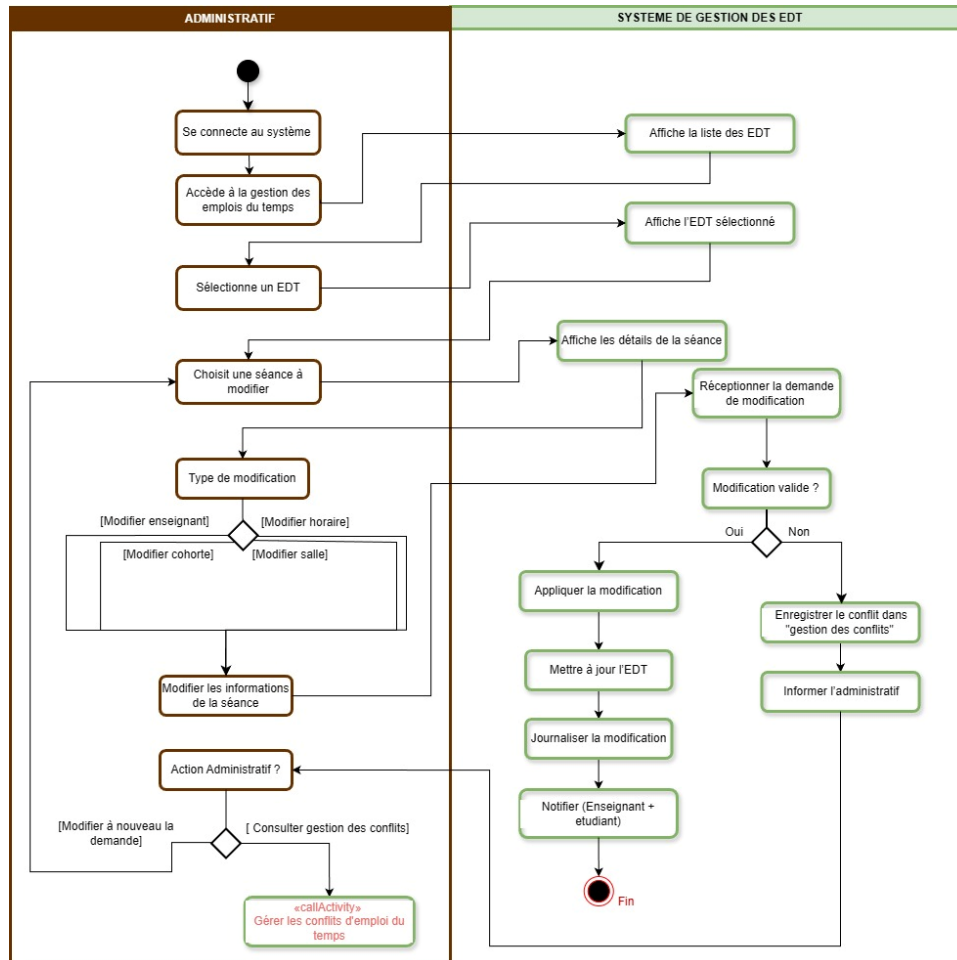 ADMINISTRATIF
SYSTEME DE GESTION DES EDT
Se connecte au système
Affiche la liste des EDT
Accède à la gestion des
emplois du temps
Affiche l'EDT sélectionné
Sélectionne un EDT
Affiche les détails de la séance
Choisit une séance à
modifier
Réceptionner la demande
de modification
Type de modification
Modification valide ?
[Modifier enseignant]
[Modifier horaire]
[Modifier cohorte]
[Modifier salle]
Oui
Non
Appliquer la modification
Enregistrer le conflit dans
"gestion des conflits"
Mettre à jour l'EDT
Modifier les informations
de la séance
Informer l'administratif
Journaliser la modification
Action Administratif ?
Notifier (Enseignant +
etudiant)
[Modifier à nouveau la
demande]
[ Consulter gestion des conflits]
Fin
«callActivity»
Gérer les conflits d'emploi du
temps